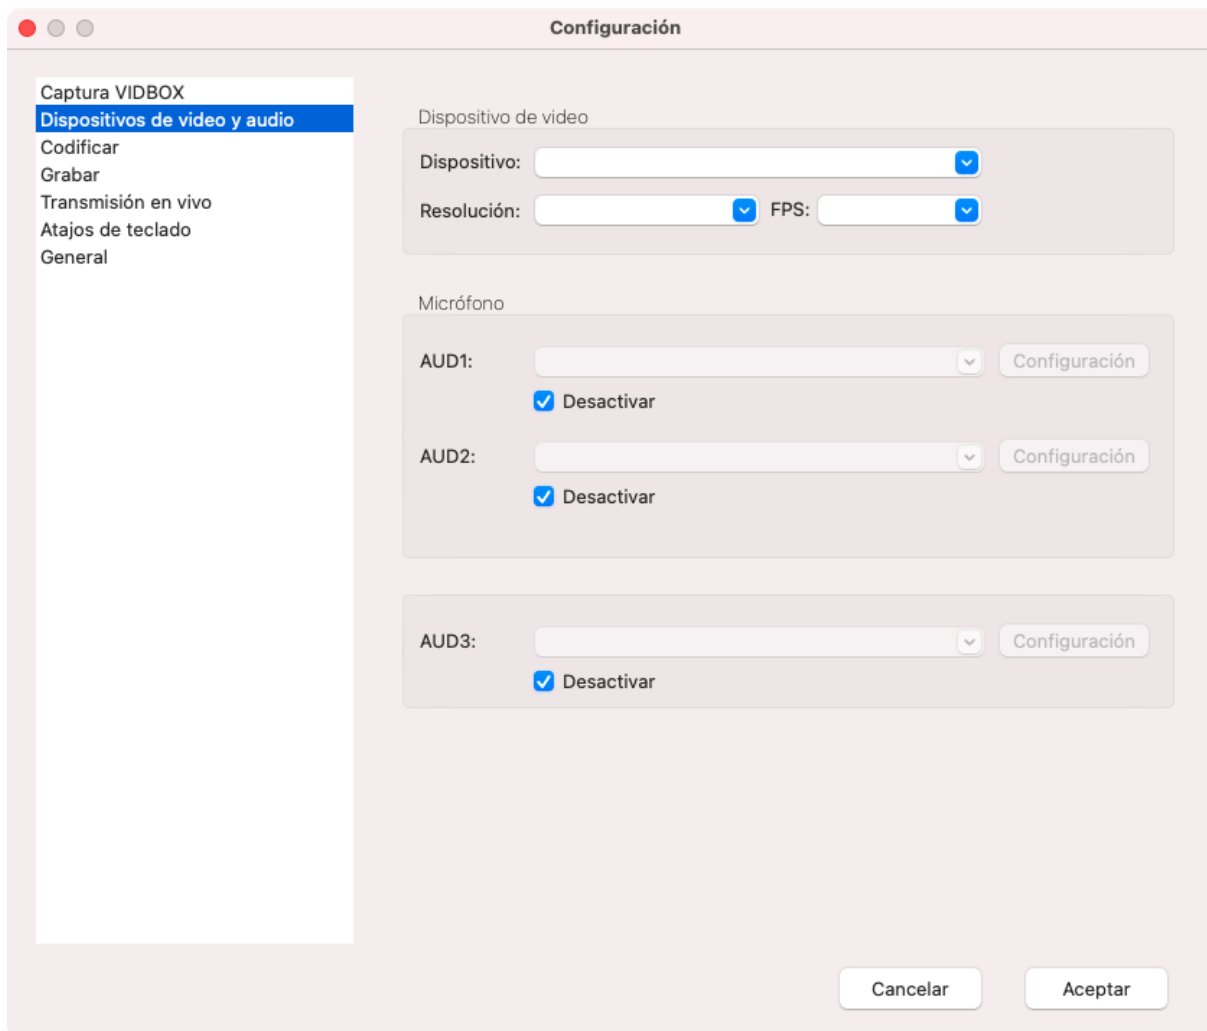 Configuración
Captura VIDBOX
Dispositivos de video y audio
Codificar
Grabar
Transmisión en vivo
Atajos de teclado
General
Dispositivo de video
Dispositivo:
Resolución: FPS:
Micrófono
AUD1: Configuración
Desactivar
AUD2: Configuración
Desactivar
AUD3: Configuración
Desactivar
Cancelar Aceptar